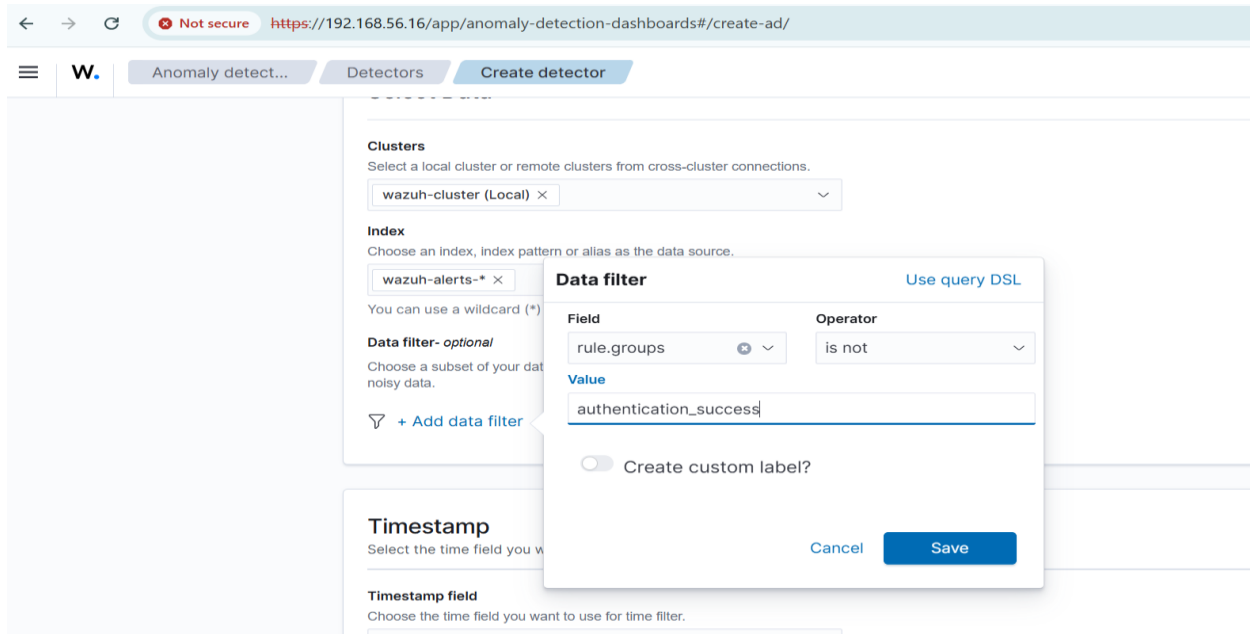 Not secure https://192.168.56.16/app/anomaly-detection-dashboards#/create-ad/
W. Anomaly detect... Detectors Create detector
Clusters
Select a local cluster or remote clusters from cross-cluster connections.
wazuh-cluster (Local)
Index
Choose an index, index pattern or alias as the data source.
wazuh-alerts-*
You can use a wildcard (*)
Data filter- optional
Choose a subset of your dat
noisy data.
+ Add data filter
Data filter Use query DSL
Field Operator
rule.groups is not
Value
authentication_success
Create custom label?
Cancel Save
Timestamp
Select the time field you w
Timestamp field
Choose the time field you want to use for time filter.